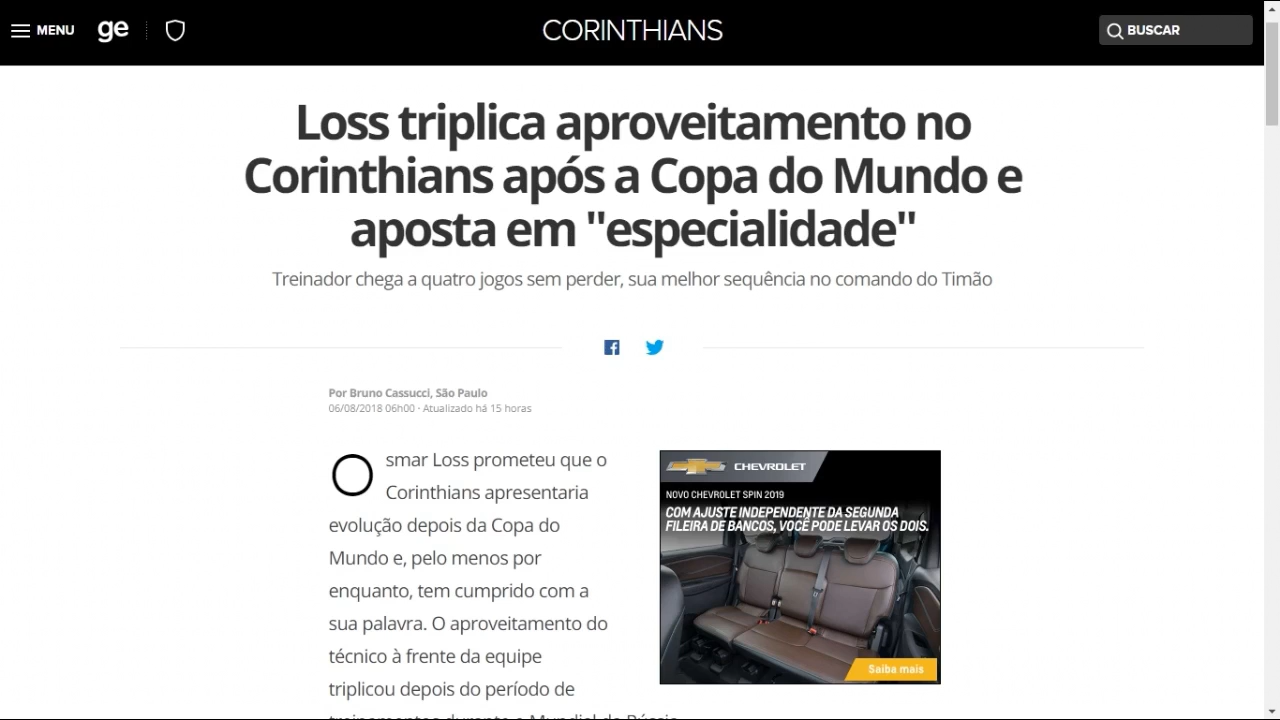 MENU
ge
CORINTHIANS
BUSCAR
Loss triplica aproveitamento no
Corinthians após a Copa do Mundo e
aposta em "especialidade"
Treinador chega a quatro jogos sem perder, sua melhor sequência no comando do Timão
Por Bruno Cassucci, São Paulo
06/08/2018 06h00 · Atualizado há 15 horas
Osmar Loss prometeu que o
Corinthians apresentaria
evolução depois da Copa do
Mundo e, pelo menos por
enquanto, tem cumprido com a
sua palavra. O aproveitamento do
técnico à frente da equipe
triplicou depois do período de
CHEVROLET
NOVO CHEVROLET SPIN 2019
COM AJUSTE INDEPENDENTE DA SEGUNDA
FILEIRA DE BANCOS, VOCÊ PODE LEVAR OS DOIS.
Saiba mais